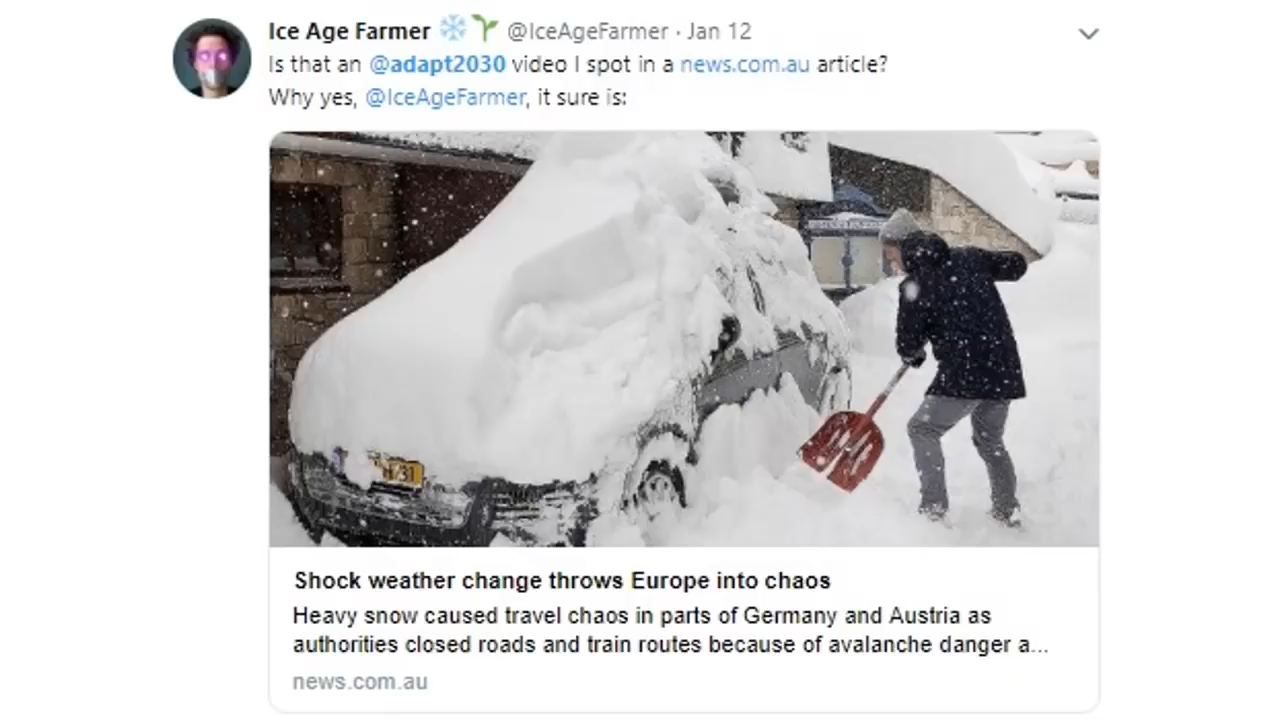 Ice Age Farmer ❄️🌱 @IceAgeFarmer · Jan 12
Is that an @adapt2030 video I spot in a news.com.au article?
Why yes, @IceAgeFarmer, it sure is:
Shock weather change throws Europe into chaos
Heavy snow caused travel chaos in parts of Germany and Austria as
authorities closed roads and train routes because of avalanche danger a...
news.com.au